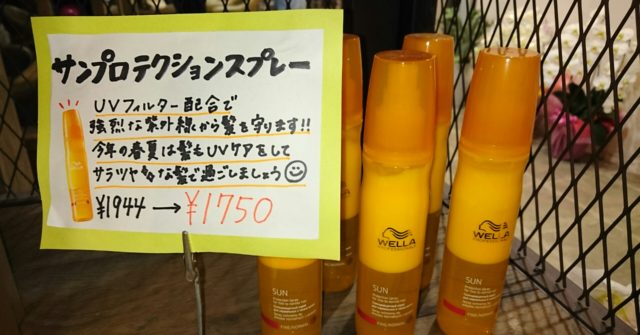 サンプロテクションスプレー
UVフィルター配合で
強烈な紫外線から髪を守ります!!
今年の春夏は髪もUVケアをして
サラツヤな髪で過ごしましょう
¥1944→¥1750
WELLA
SUN
WELLA
SUN
SUN